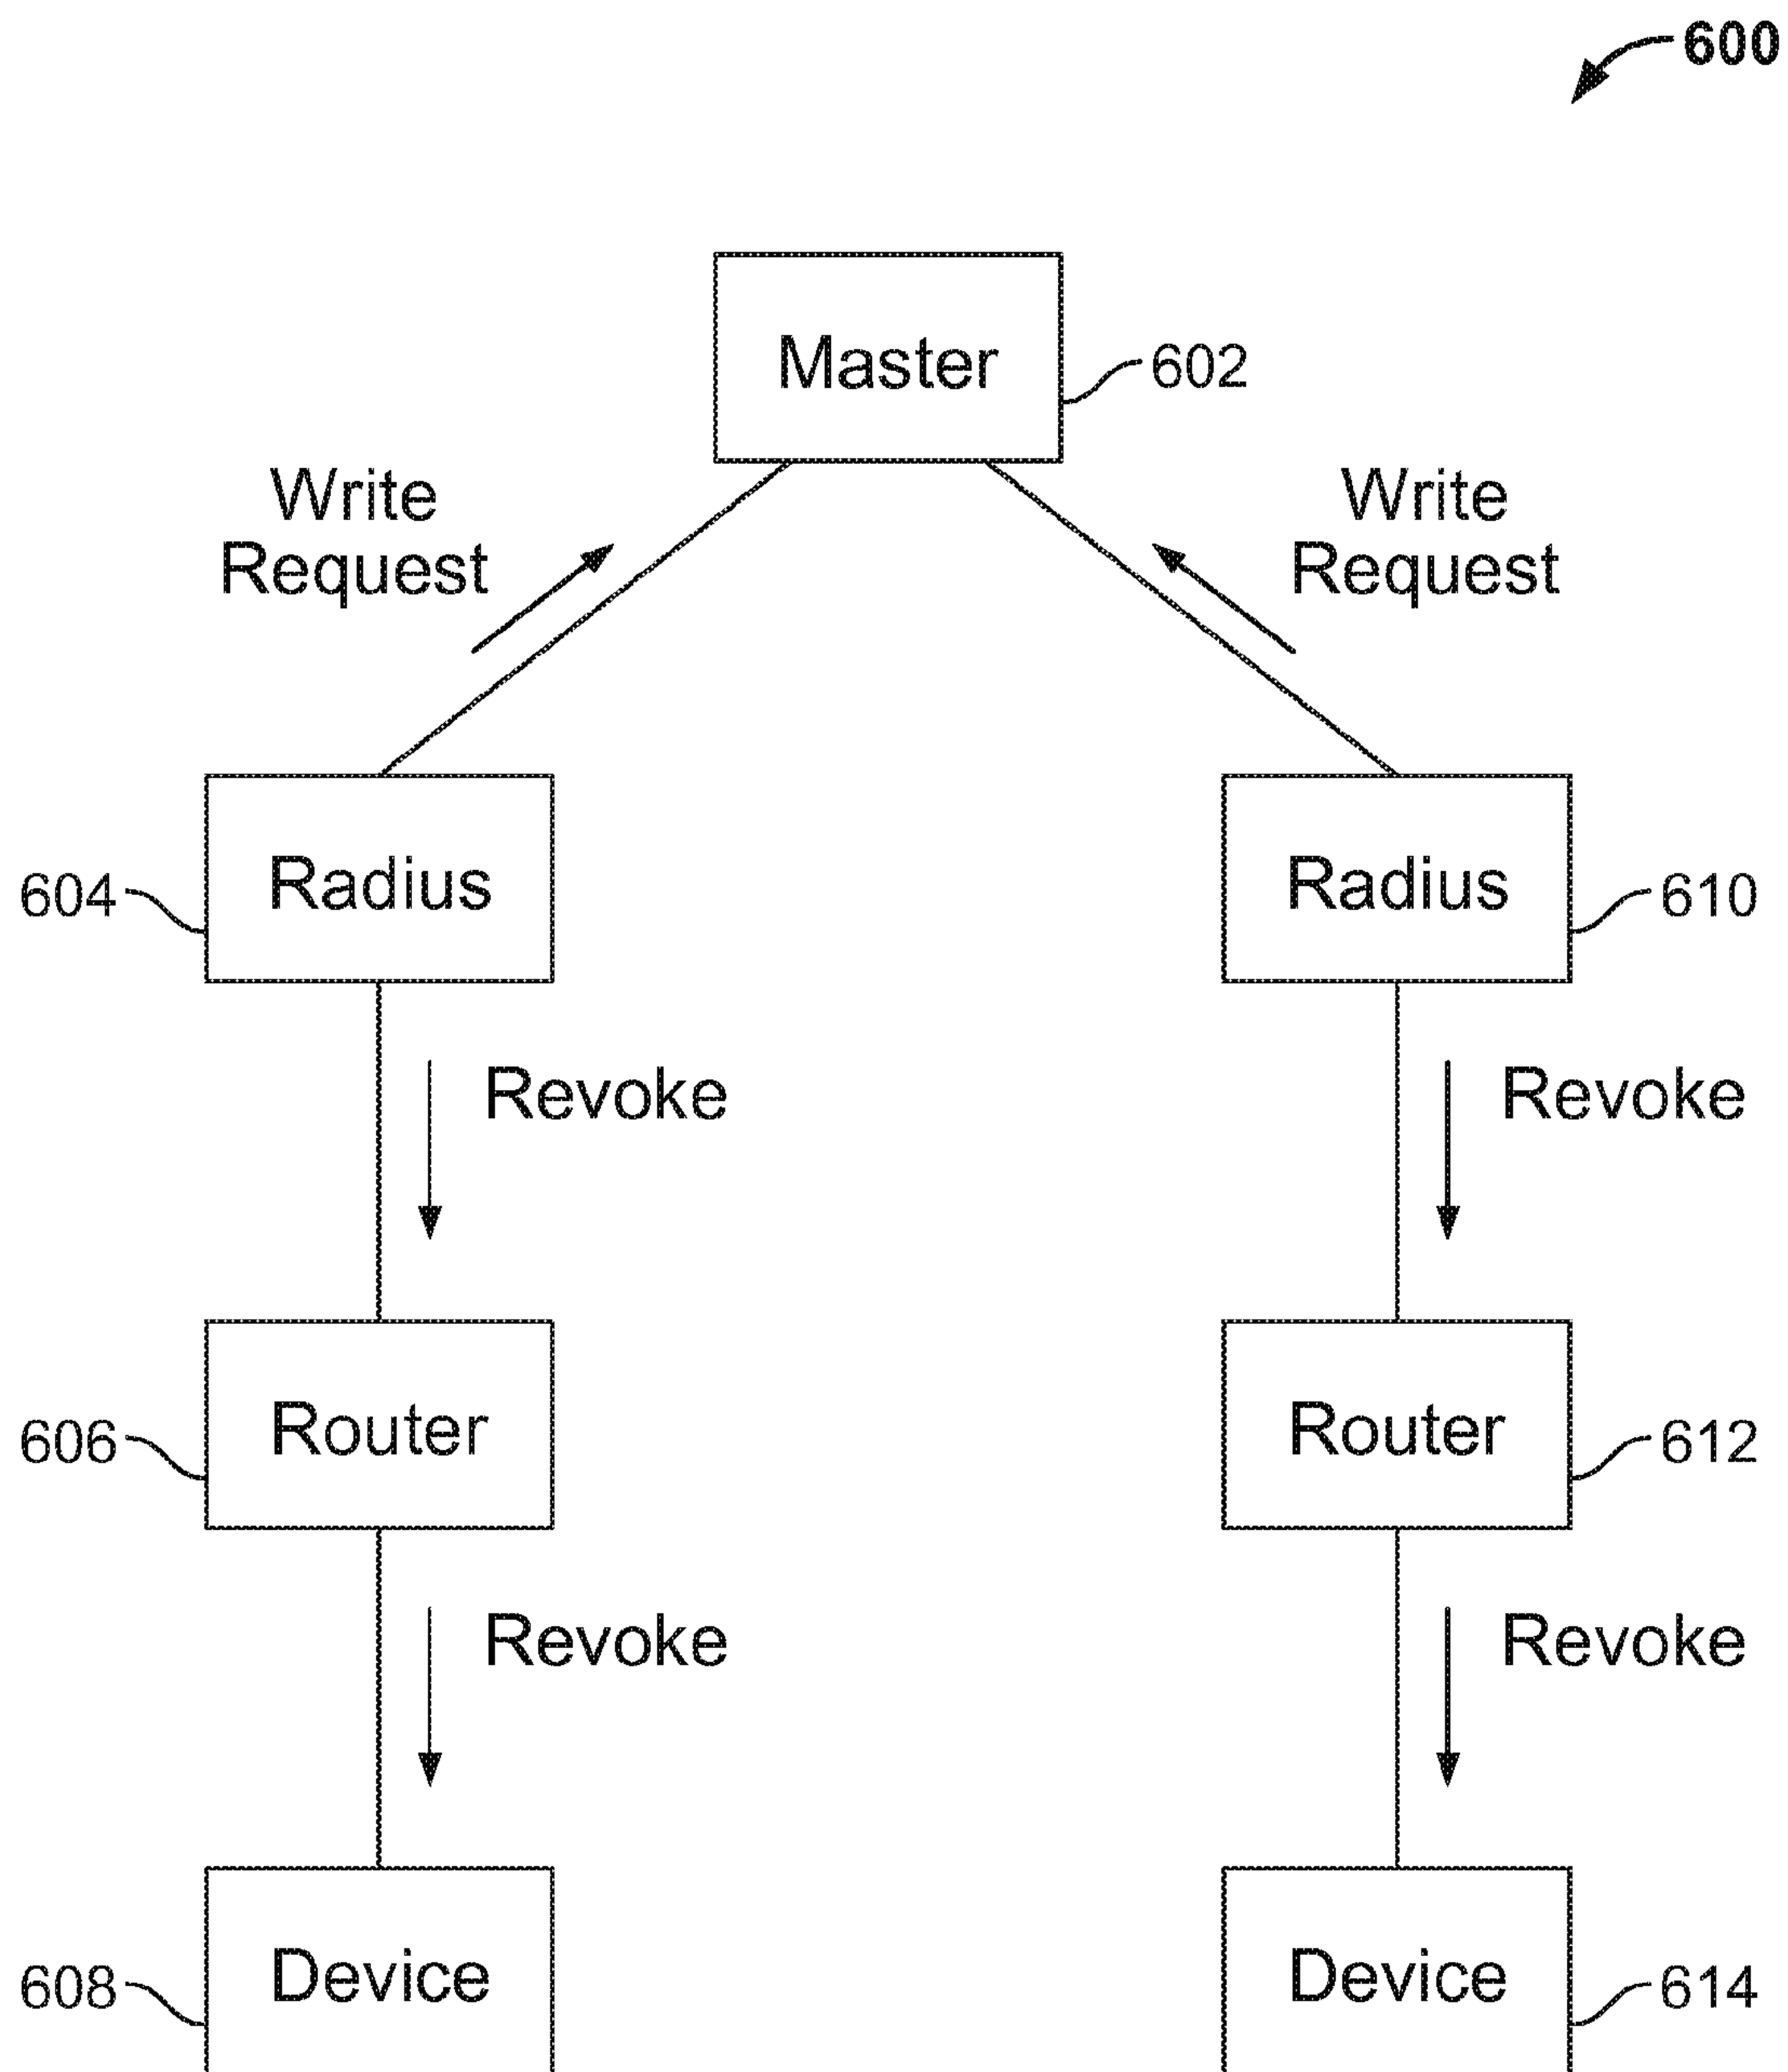 600
Master
602
Write
Request
Write
Request
Radius
604
Radius
610
Revoke
Revoke
Router
606
Router
612
Revoke
Revoke
Device
608
Device
614